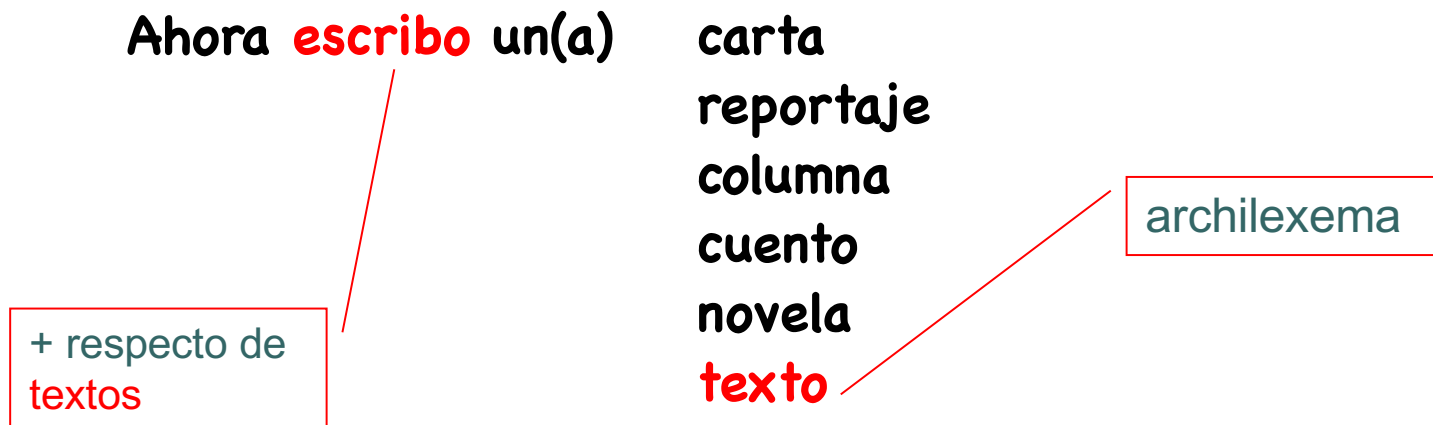 Ahora escribo un(a) carta
reportaje
columna
archilexema
cuento
novela
+ respecto de
textos
texto